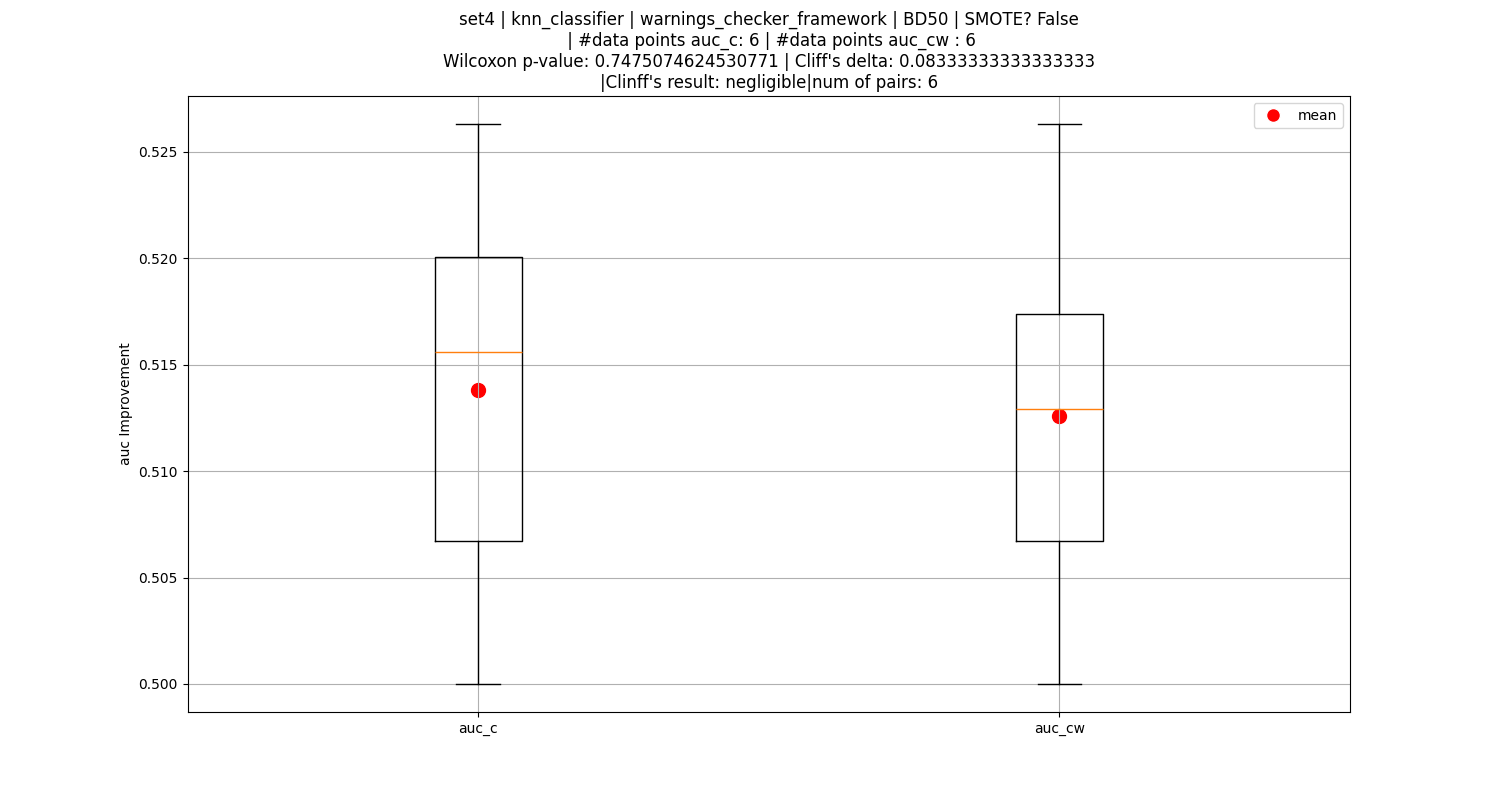 set4 | knn_classifier | warnings_checker_framework | BD50 | SMOTE? False
| #data points auc_c: 6 | #data points auc_cw : 6
Wilcoxon p-value: 0.7475074624530771 | Cliff's delta: 0.08333333333333333
|Clinff's result: negligible|num of pairs: 6
mean
0.525
0.520
0.515
0.510
0.505
0.500
auc Improvement
auc_c
auc_cw